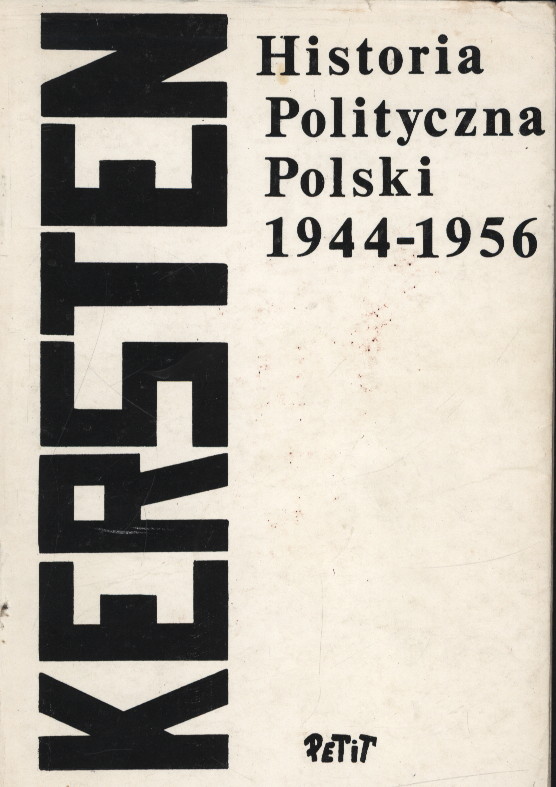 KERSTEN
Historia
Polityczna
Polski
1944-1956
PETiT